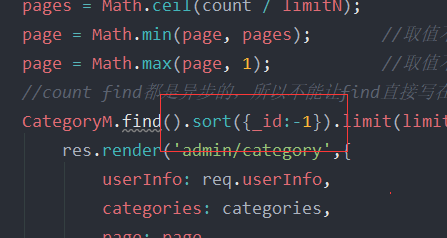 pages = Math.ceil(count / limitN);
page = Math.min(page, pages); //取值不
page = Math.max(page, 1); //取值不
//count find都是异步的，所以不能让find直接写在
CategoryM.find().sort({_id:-1}).limit(limit
res.render('admin/category',{
userInfo: req.userInfo,
categories: categories,
page: page